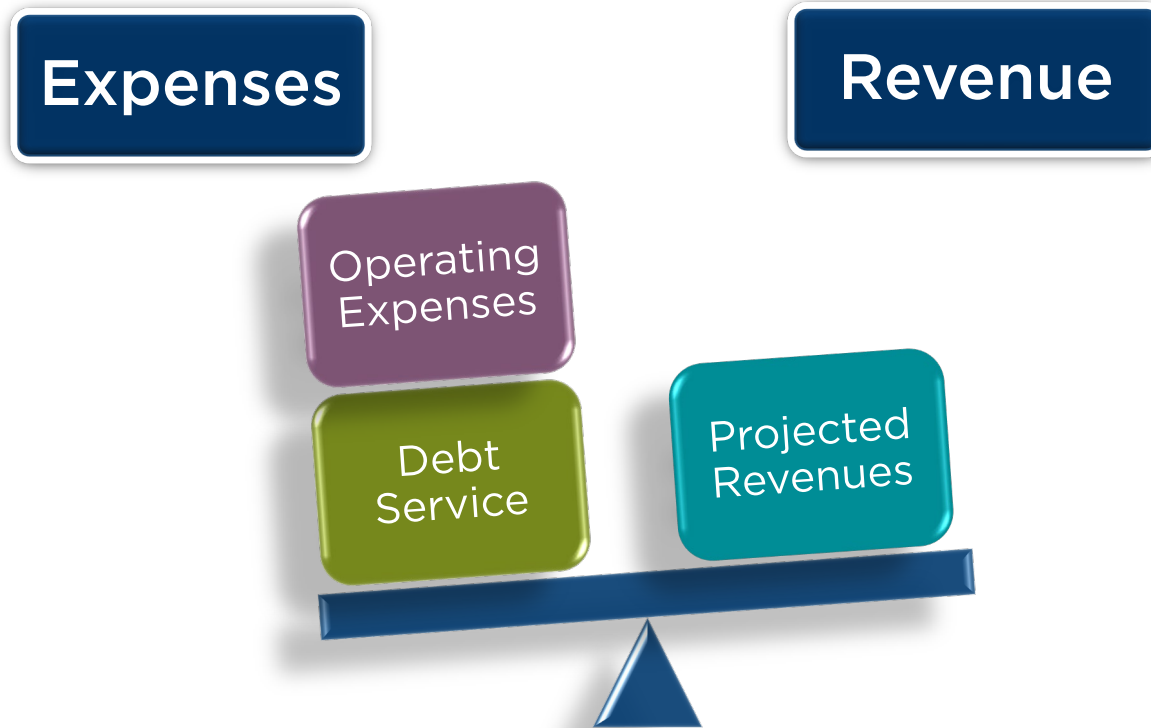 Expenses
Revenue
Operating
Expenses
Debt
Service
Projected
Revenues